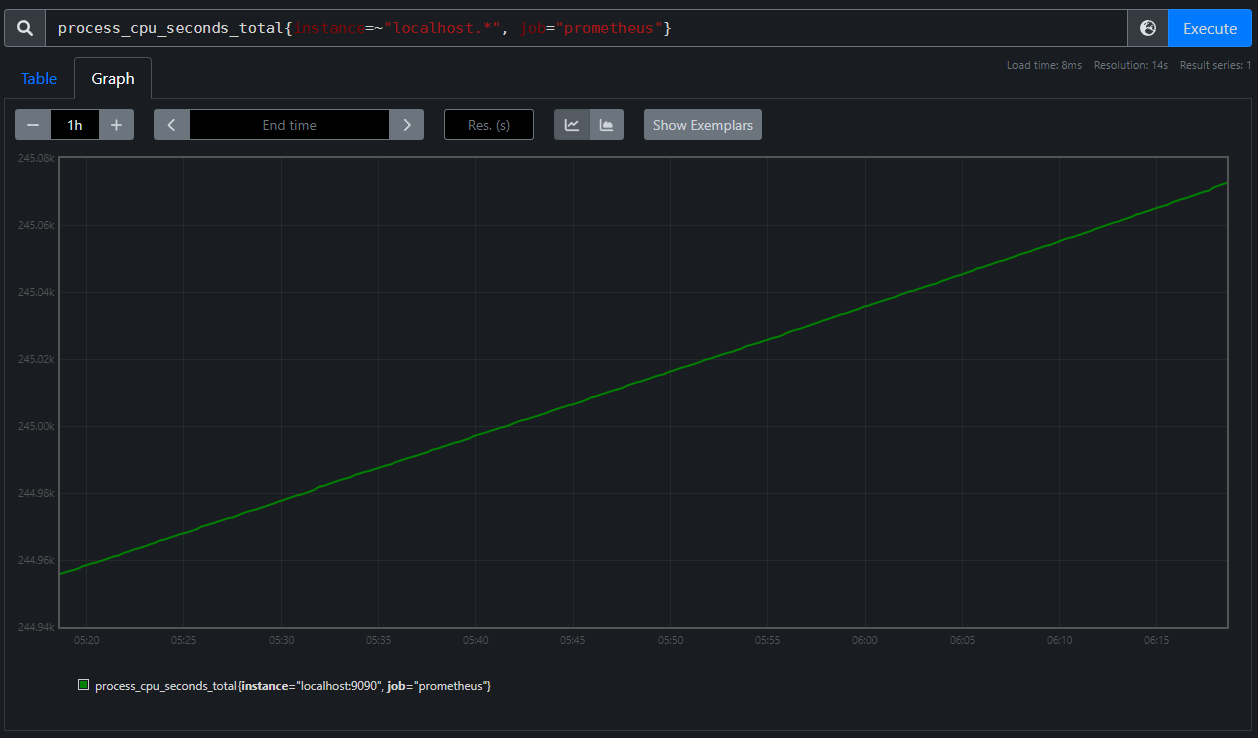 process_cpu_seconds_total{instance=~"localhost.*", job="prometheus"}
Execute
Load time: 8ms Resolution: 14s Result series: 1
Table Graph
1h End time Res. (s) Show Exemplars
245.08k
245.06k
245.04k
245.02k
245.00k
244.98k
244.96k
244.94k
05:20 05:25 05:30 05:35 05:40 05:45 05:50 05:55 06:00 06:05 06:10 06:15
process_cpu_seconds_total{instance="localhost:9090", job="prometheus"}